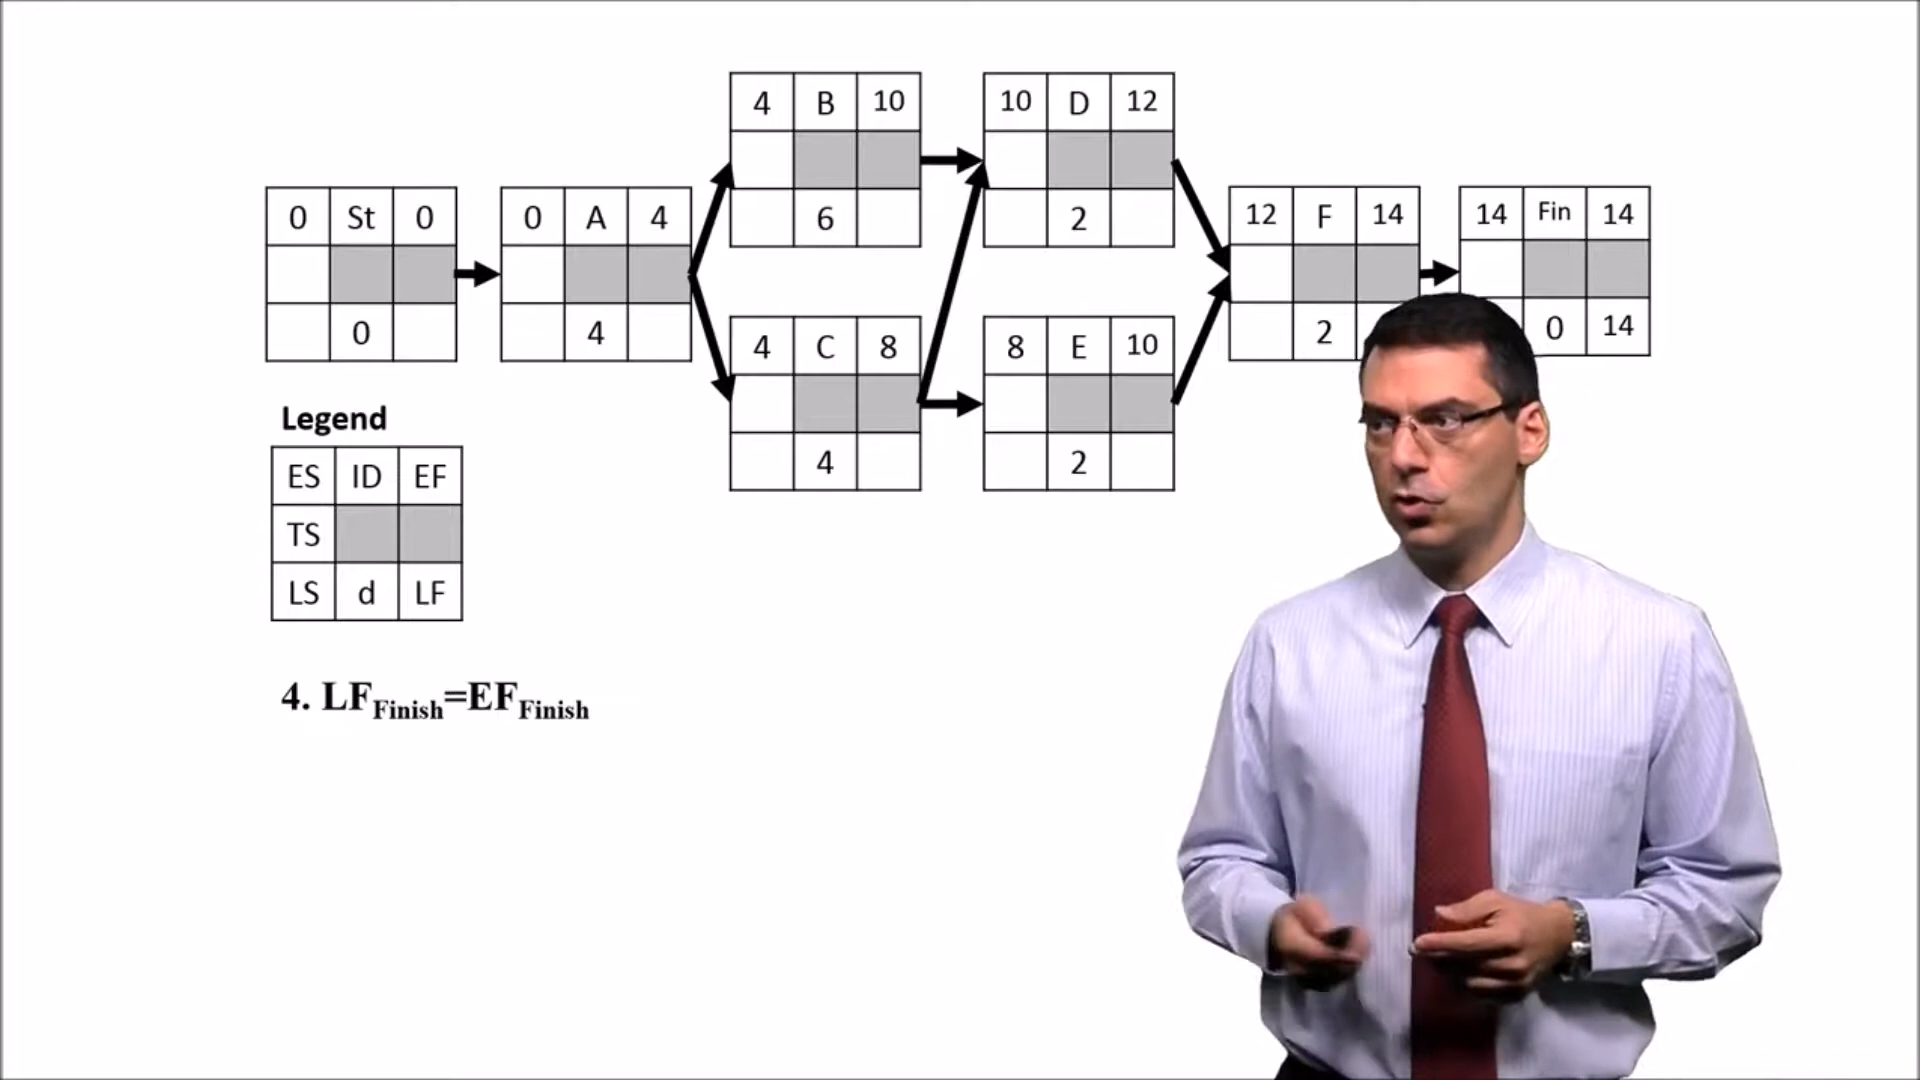 4 B 10
6
10 D 12
2
0 St 0
0
0 A 4
4
12 F 14
2
14 Fin 14
0 14
4 C 8
4
8 E 10
2
Legend
ES ID EF
TS
LS d LF
4. LFFinish=EFFinish